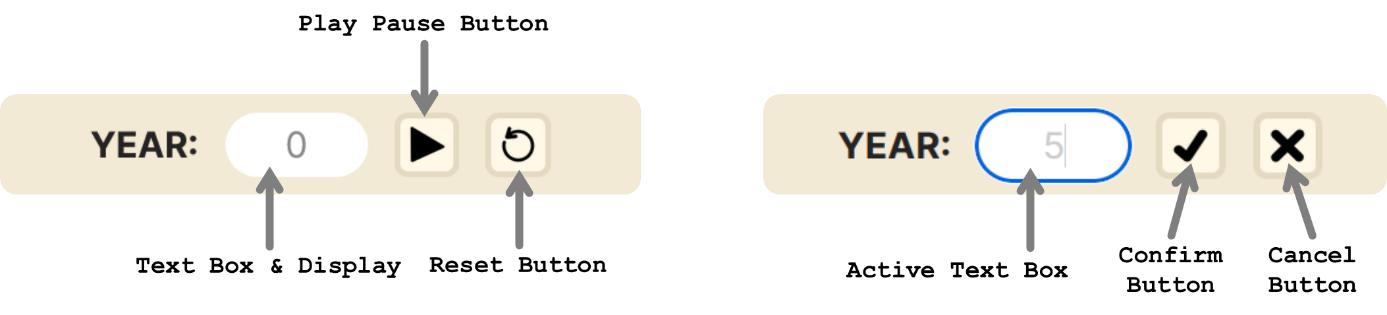 Play Pause Button
YEAR: 0
Text Box & Display
Reset Button
YEAR: 5
Active Text Box
Confirm
Button
Cancel
Button